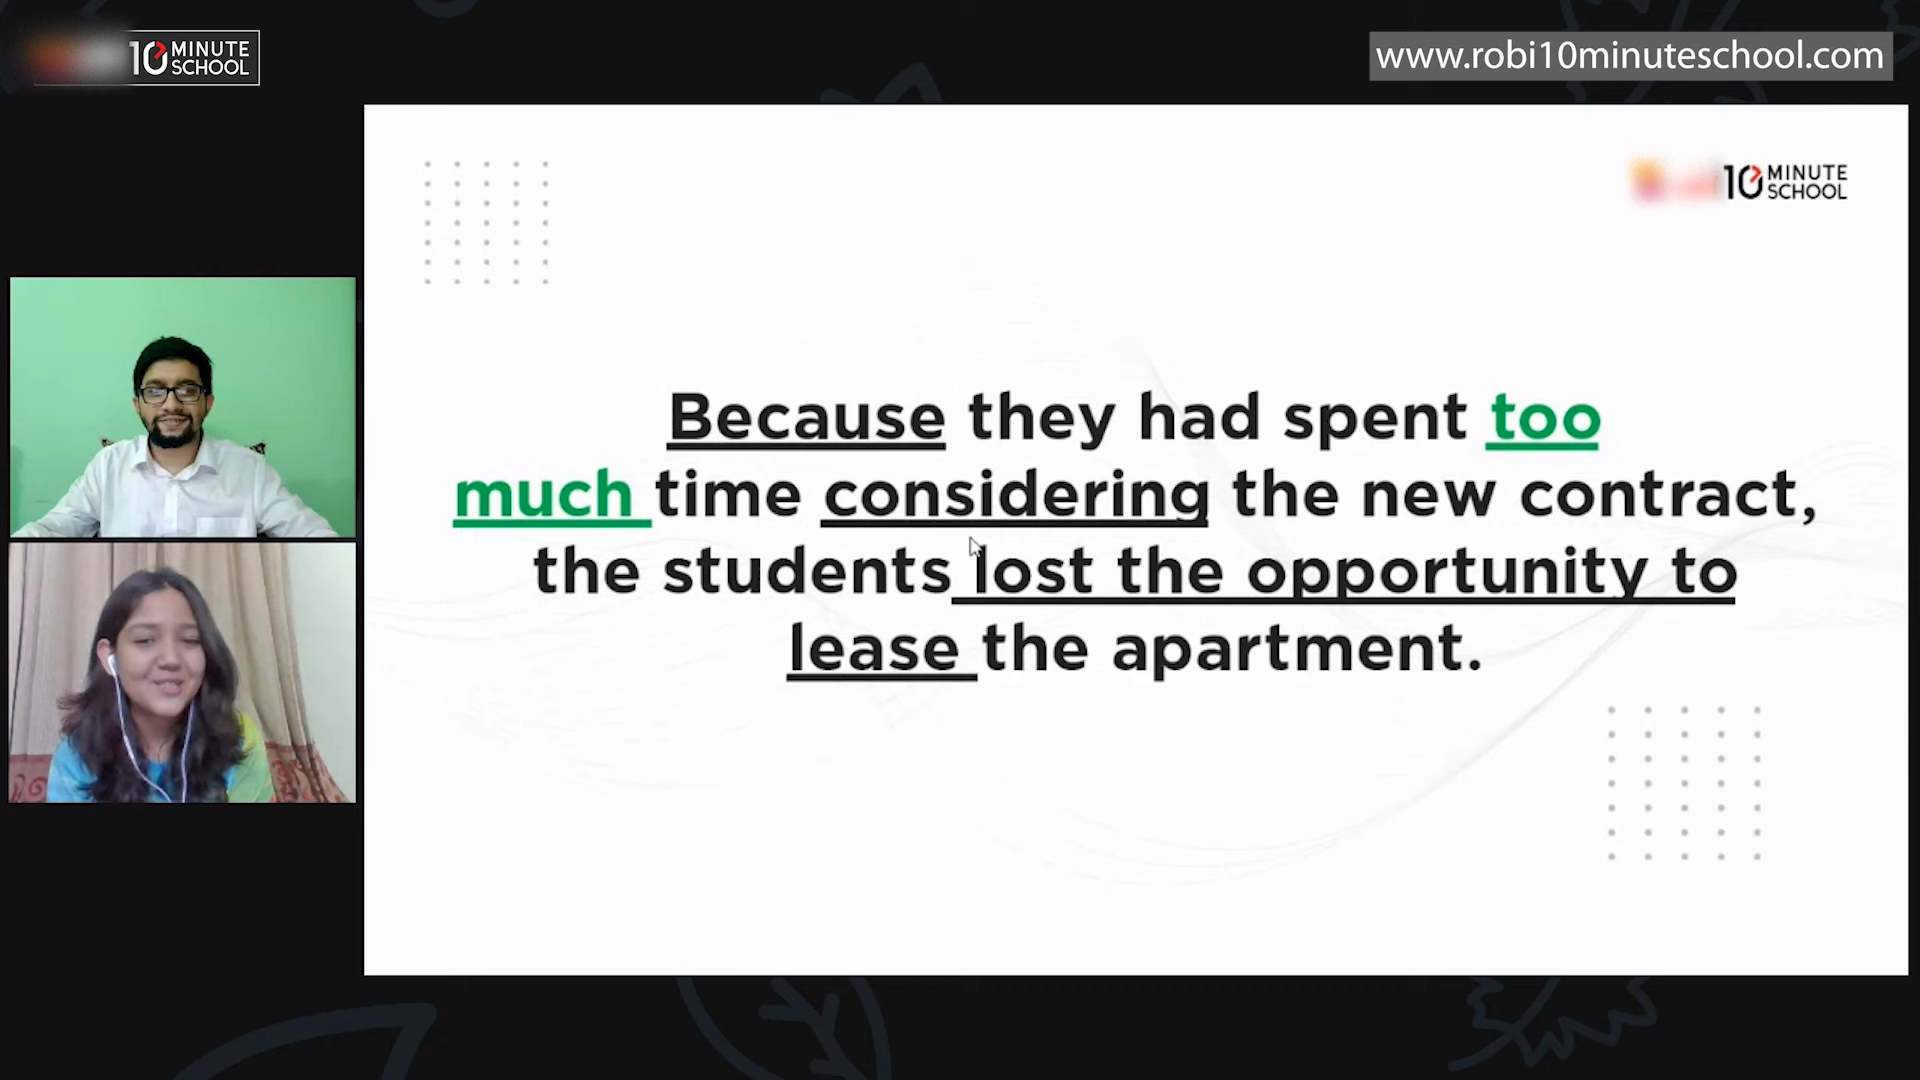 10 MINUTE SCHOOL
www.robi10minuteschool.com
10 MINUTE SCHOOL
Because they had spent too
much time considering the new contract,
the students lost the opportunity to
lease the apartment.